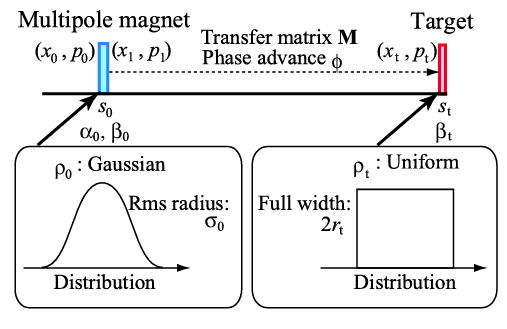 Multipole magnet
Target
(x₀, p₀) (x₁, p₁) Transfer matrix M (xₜ, pₜ)
Phase advance ϕ
s₀
sₜ
α₀, β₀
βₜ
ρ₀ : Gaussian
Rms radius:
σ₀
Distribution
ρₜ : Uniform
Full width:
2rₜ
Distribution